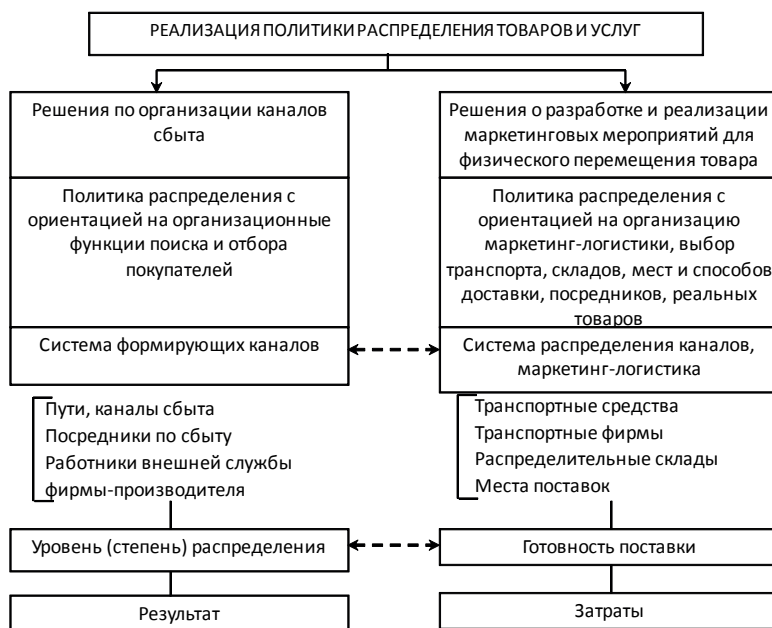 РЕАЛИЗАЦИЯ ПОЛИТИКИ РАСПРЕДЕЛЕНИЯ ТОВАРОВ И УСЛУГ
Решения по организации каналов
сбыта
Политика распределения с
ориентацией на организационные
функции поиска и отбора
покупателей
Система формирующих каналов
Пути, каналы сбыта
Посредники по сбыту
Работники внешней службы
фирмы-производителя
Уровень (степень) распределения
Результат
Решения о разработке и реализации
маркетинговых мероприятий для
физического перемещения товара
Политика распределения с
ориентацией на организацию
маркетинг-логистики, выбор
транспорта, складов, мест и способов
доставки, посредников, реальных
товаров
Система распределения каналов,
маркетинг-логистика
Транспортные средства
Транспортные фирмы
Распределительные склады
Места поставок
Готовность поставки
Затраты